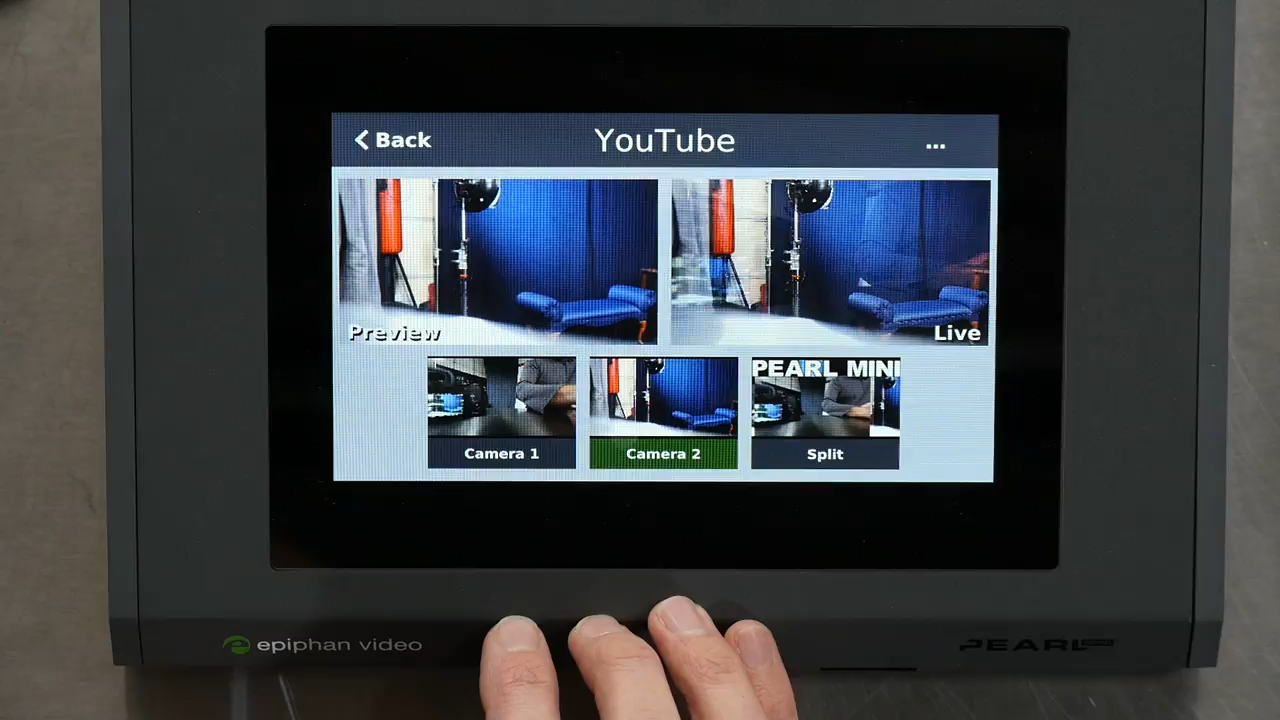 Back
YouTube
...
Preview
Live
PEARL MINI
Camera 1
Camera 2
Split
epiphan video
PEARL